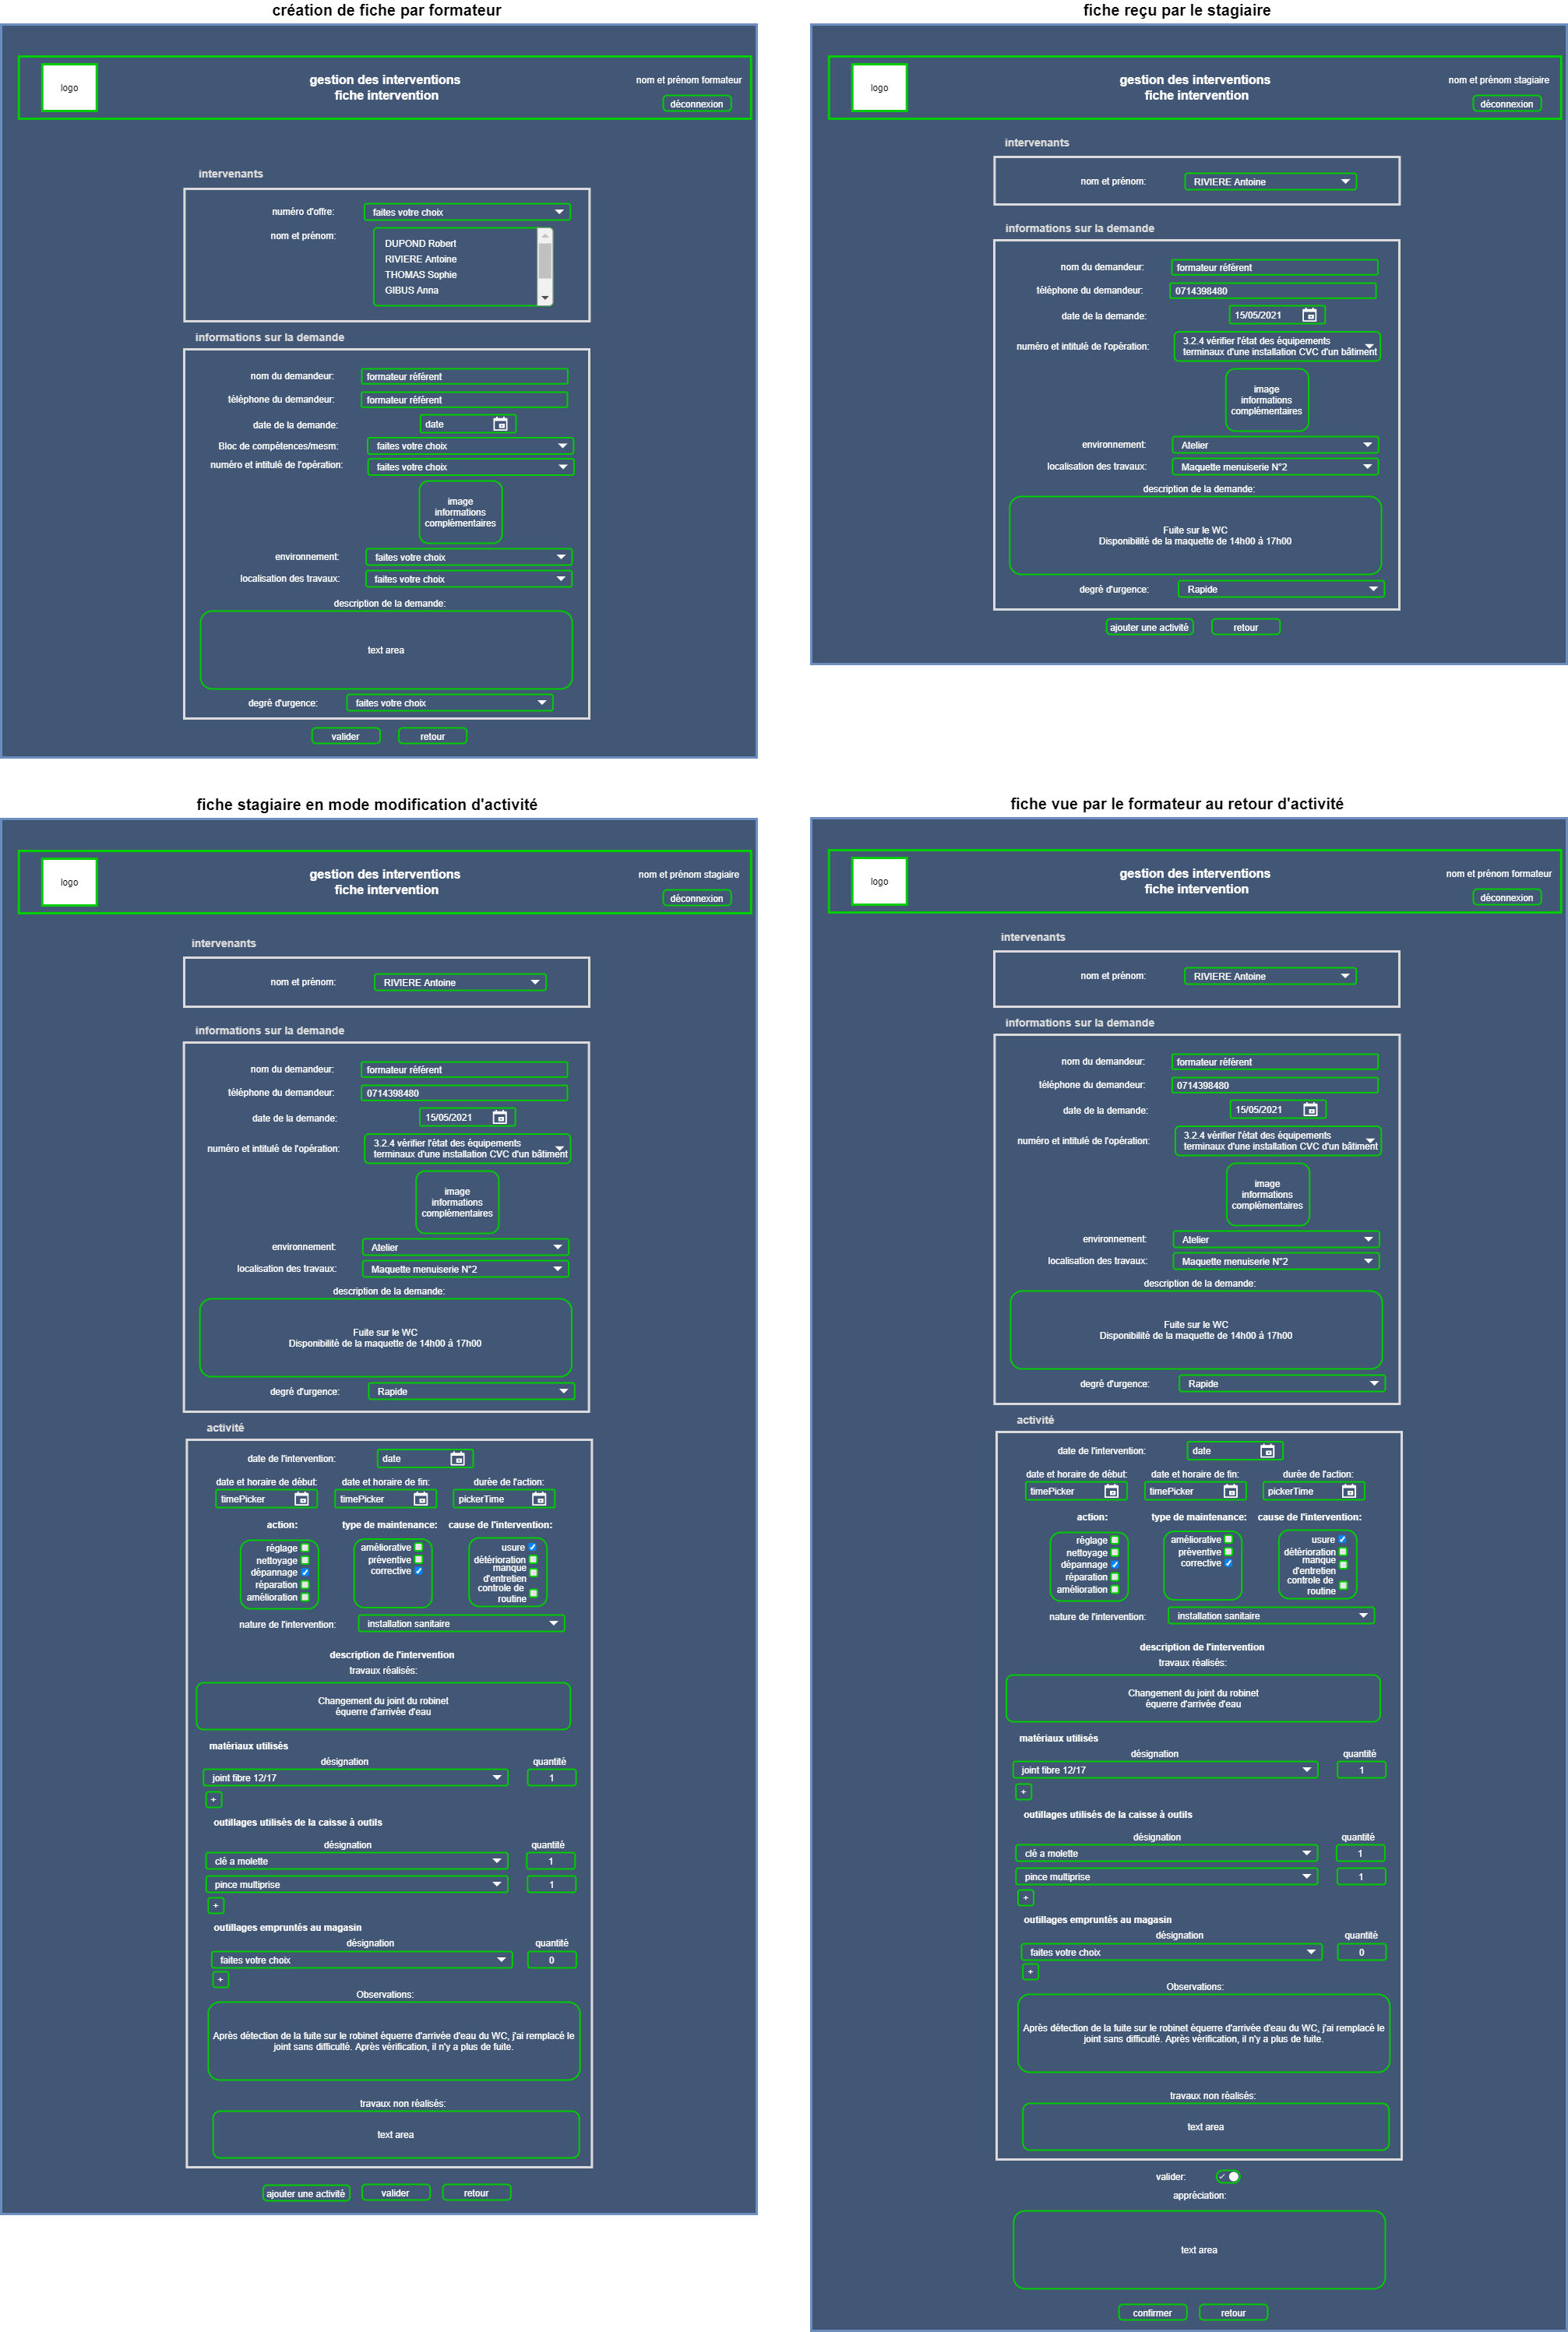 création de fiche par formateur
logo
gestion des interventions
fiche intervention
nom et prénom formateur
déconnexion
intervenants
numéro d'offre:
faites votre choix
nom et prénom:
DUPOND Robert
RIVIERE Antoine
THOMAS Sophie
GIBUS Anna
informations sur la demande
nom du demandeur:
formateur référent
téléphone du demandeur:
formateur référent
date de la demande:
date
Bloc de compétences/mesm:
faites votre choix
numéro et intitulé de l'opération:
faites votre choix
image
informations
complémentaires
environnement:
faites votre choix
localisation des travaux:
faites votre choix
description de la demande:
text area
degré d'urgence:
faites votre choix
valider
retour
fiche reçu par le stagiaire
logo
gestion des interventions
fiche intervention
nom et prénom stagiaire
déconnexion
intervenants
nom et prénom:
RIVIERE Antoine
informations sur la demande
nom du demandeur:
formateur référent
téléphone du demandeur:
0714398480
date de la demande:
15/05/2021
numéro et intitulé de l'opération:
3.2.4 vérifier l'état des équipements
terminaux d'une installation CVC d'un bâtiment
image
informations
complémentaires
environnement:
Atelier
localisation des travaux:
Maquette menuiserie N°2
description de la demande:
Fuite sur le WC
Disponibilité de la maquette de 14h00 à 17h00
degré d'urgence:
Rapide
ajouter une activité
retour
fiche stagiaire en mode modification d'activité
logo
gestion des interventions
fiche intervention
nom et prénom stagiaire
déconnexion
intervenants
nom et prénom:
RIVIERE Antoine
informations sur la demande
nom du demandeur:
formateur référent
téléphone du demandeur:
0714398480
date de la demande:
15/05/2021
numéro et intitulé de l'opération:
3.2.4 vérifier l'état des équipements
terminaux d'une installation CVC d'un bâtiment
image
informations
complémentaires
environnement:
Atelier
localisation des travaux:
Maquette menuiserie N°2
description de la demande:
Fuite sur le WC
Disponibilité de la maquette de 14h00 à 17h00
degré d'urgence:
Rapide
activité
date de l'intervention:
date
date et horaire de début:
date et horaire de fin:
durée de l'action:
timePicker
timePicker
pickerTime
action:
réglage
nettoyage
dépannage
réparation
amélioration
type de maintenance:
améliorative
préventive
corrective
cause de l'intervention:
usure
détérioration
manque
d'entretien
controle de
routine
nature de l'intervention:
installation sanitaire
description de l'intervention
travaux réalisés:
Changement du joint du robinet
équerre d'arrivée d'eau
matériaux utilisés
désignation
quantité
joint fibre 12/17
1
+
outillages utilisés de la caisse à outils
désignation
quantité
clé a molette
1
pince multiprise
1
+
outillages empruntés au magasin
désignation
quantité
faites votre choix
0
+
Observations:
Après détection de la fuite sur le robinet équerre d'arrivée d'eau du WC, j'ai remplacé le
joint sans difficulté. Après vérification, il n'y a plus de fuite.
travaux non réalisés:
text area
ajouter une activité
valider
retour
fiche vue par le formateur au retour d'activité
logo
gestion des interventions
fiche intervention
nom et prénom formateur
déconnexion
intervenants
nom et prénom:
RIVIERE Antoine
informations sur la demande
nom du demandeur:
formateur référent
téléphone du demandeur:
0714398480
date de la demande:
15/05/2021
numéro et intitulé de l'opération:
3.2.4 vérifier l'état des équipements
terminaux d'une installation CVC d'un bâtiment
image
informations
complémentaires
environnement:
Atelier
localisation des travaux:
Maquette menuiserie N°2
description de la demande:
Fuite sur le WC
Disponibilité de la maquette de 14h00 à 17h00
degré d'urgence:
Rapide
activité
date de l'intervention:
date
date et horaire de début:
date et horaire de fin:
durée de l'action:
timePicker
timePicker
pickerTime
action:
réglage
nettoyage
dépannage
réparation
amélioration
type de maintenance:
améliorative
préventive
corrective
cause de l'intervention:
usure
détérioration
manque
d'entretien
controle de
routine
nature de l'intervention:
installation sanitaire
description de l'intervention
travaux réalisés:
Changement du joint du robinet
équerre d'arrivée d'eau
matériaux utilisés
désignation
quantité
joint fibre 12/17
1
+
outillages utilisés de la caisse à outils
désignation
quantité
clé a molette
1
pince multiprise
1
+
outillages empruntés au magasin
désignation
quantité
faites votre choix
0
+
Observations:
Après détection de la fuite sur le robinet équerre d'arrivée d'eau du WC, j'ai remplacé le
joint sans difficulté. Après vérification, il n'y a plus de fuite.
travaux non réalisés:
text area
valider:
appréciation:
text area
confirmer
retour